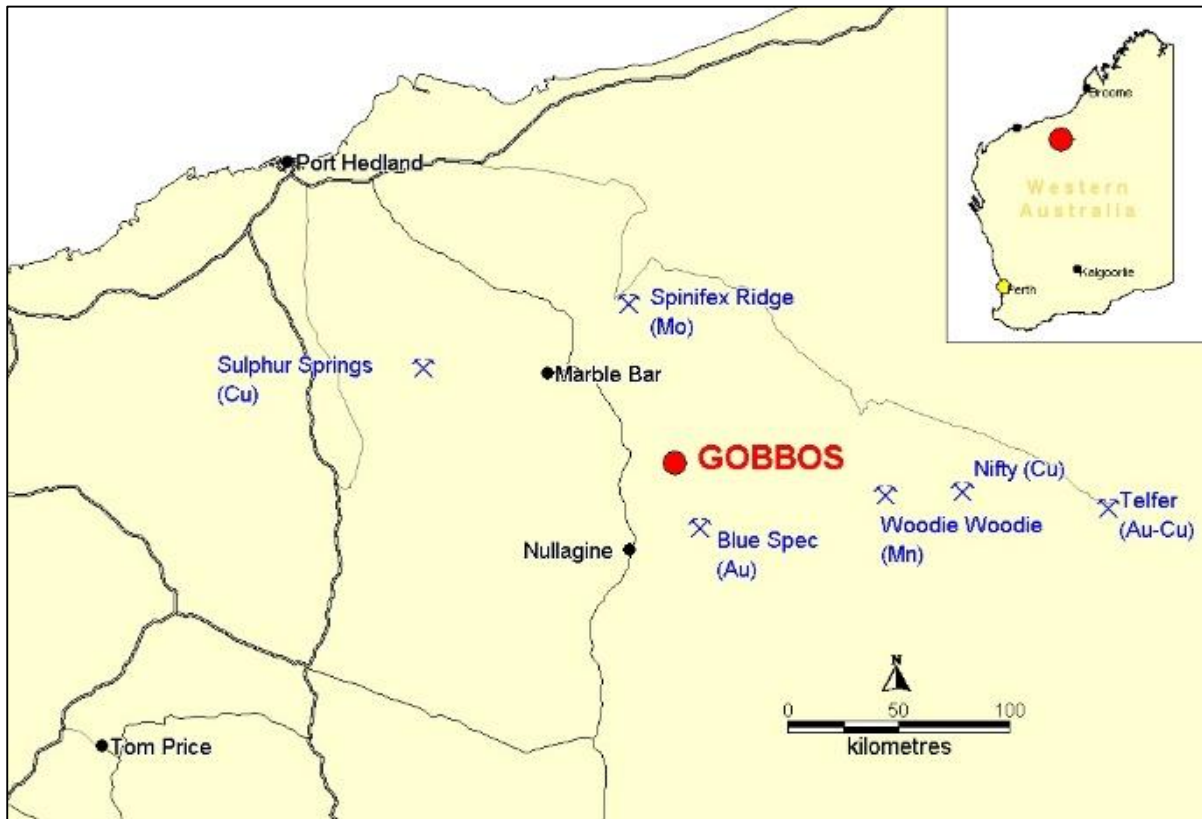 Broome
Western
Australia
Kalgoorlie
Perth
Port Hedland
Spinifex Ridge
(Mo)
Sulphur Springs
(Cu)
Marble Bar
GOBBOS
Nifty (Cu)
Telfer
(Au-Cu)
Woodie Woodie
(Mn)
Blue Spec
(Au)
Nullagine
N
0 50 100
kilometres
Tom Price